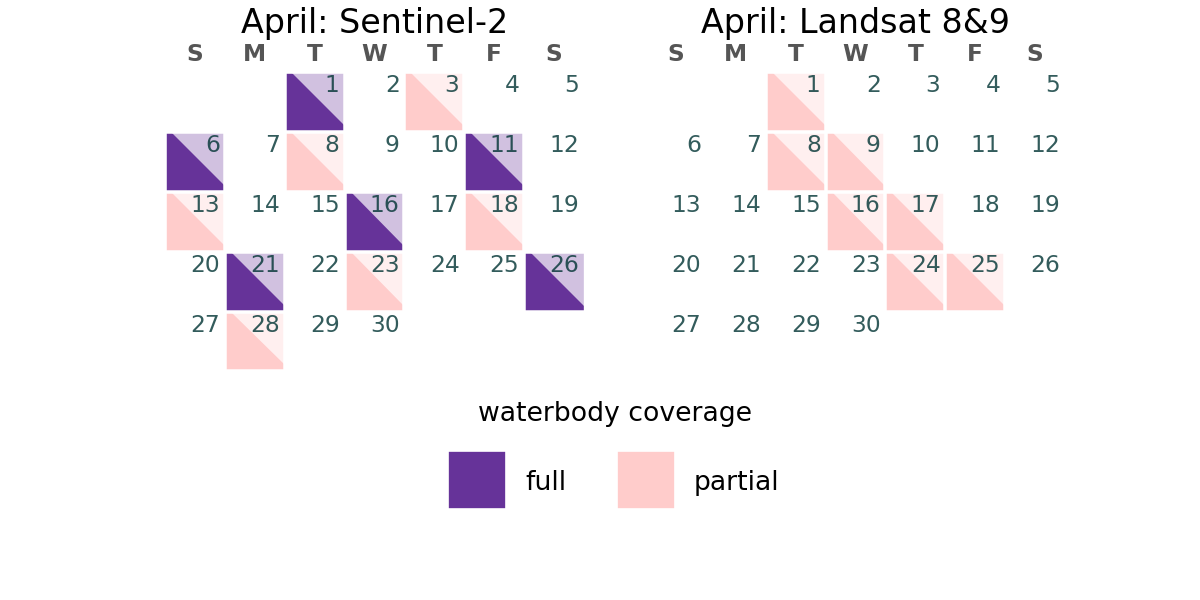 April: Sentinel-2
S M T W T F S
1 2 3 4 5
6 7 8 9 10 11 12
13 14 15 16 17 18 19
20 21 22 23 24 25 26
27 28 29 30
April: Landsat 8&9
S M T W T F S
1 2 3 4 5
6 7 8 9 10 11 12
13 14 15 16 17 18 19
20 21 22 23 24 25 26
27 28 29 30
waterbody coverage
full
partial